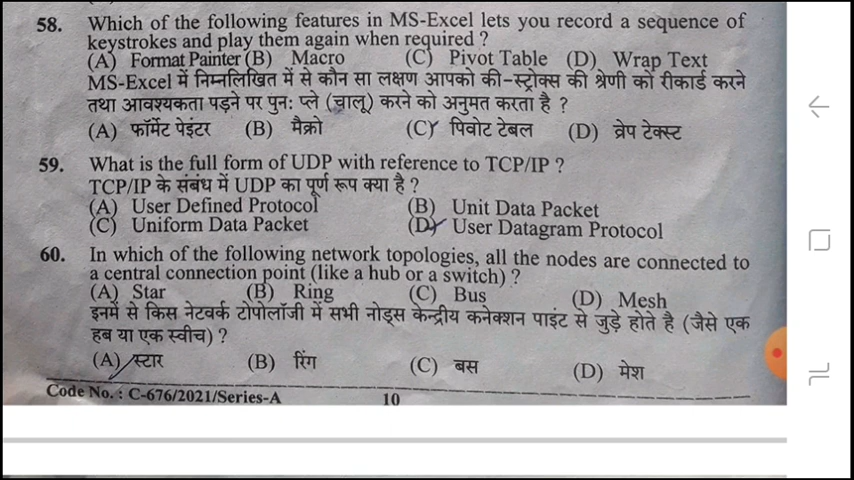 58. Which of the following features in MS-Excel lets you record a sequence of
keystrokes and play them again when required ?
(A) Format Painter (B) Macro (C) Pivot Table (D) Wrap Text
MS-Excel में निम्नलिखित में से कौन सा लक्षण आपको की-स्ट्रोक्स की श्रेणी को रीकार्ड करने
तथा आवश्यकता पड़ने पर पुनः प्ले (चालू) करने को अनुमत करता है ?
(A) फॉर्मेट पेइंटर (B) मैक्रो (C) पिवोट टेबल (D) व्रेप टेक्स्ट
59. What is the full form of UDP with reference to TCP/IP ?
TCP/IP के संबंध में UDP का पूर्ण रूप क्या है ?
(A) User Defined Protocol (B) Unit Data Packet
(C) Uniform Data Packet (D) User Datagram Protocol
60. In which of the following network topologies, all the nodes are connected to
a central connection point (like a hub or a switch) ?
(A) Star (B) Ring (C) Bus (D) Mesh
इनमें से किस नेटवर्क टोपोलॉजी में सभी नोड्स केन्द्रीय कनेक्शन पाइंट से जुड़े होते है (जैसे एक
हब या एक स्वीच) ?
(A) स्टार (B) रिंग (C) बस (D) मेश
Code No. : C-676/2021/Series-A 10